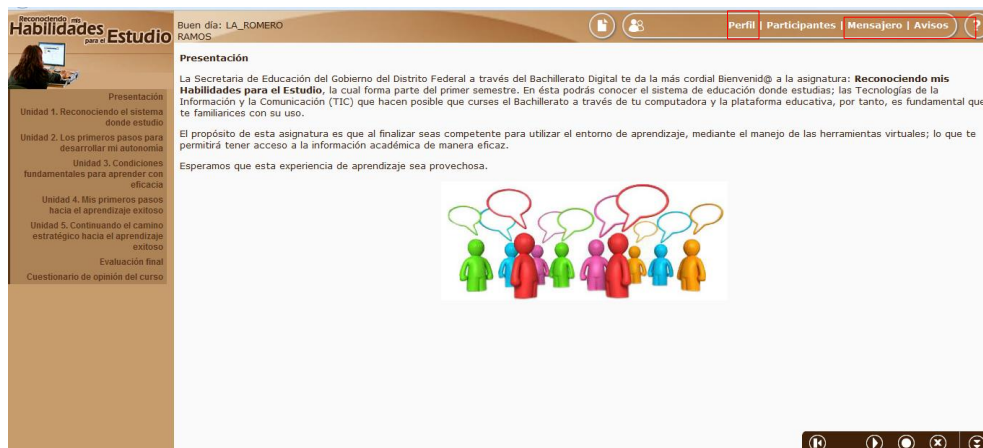 Reconociendo mis
Habilidades
para el Estudio
Buen día: LA_ROMERO
RAMOS
Perfil | Participantes | Mensajero | Avisos
?
Presentación
Unidad 1. Reconociendo el sistema
donde estudio
Unidad 2. Los primeros pasos para
desarrollar mi autonomía
Unidad 3. Condiciones
fundamentales para aprender con
eficacia
Unidad 4. Mis primeros pasos
hacia el aprendizaje exitoso
Unidad 5. Continuando el camino
estratégico hacia el aprendizaje
exitoso
Evaluación final
Cuestionario de opinión del curso
Presentación
La Secretaria de Educación del Gobierno del Distrito Federal a través del Bachillerato Digital te da la más cordial Bienvenid@ a la asignatura: Reconociendo mis
Habilidades para el Estudio, la cual forma parte del primer semestre. En ésta podrás conocer el sistema de educación donde estudias; las Tecnologías de la
Información y la Comunicación (TIC) que hacen posible que curses el Bachillerato a través de tu computadora y la plataforma educativa, por tanto, es fundamental que
te familiarices con su uso.
El propósito de esta asignatura es que al finalizar seas competente para utilizar el entorno de aprendizaje, mediante el manejo de las herramientas virtuales; lo que te
permitirá tener acceso a la información académica de manera eficaz.
Esperamos que esta experiencia de aprendizaje sea provechosa.